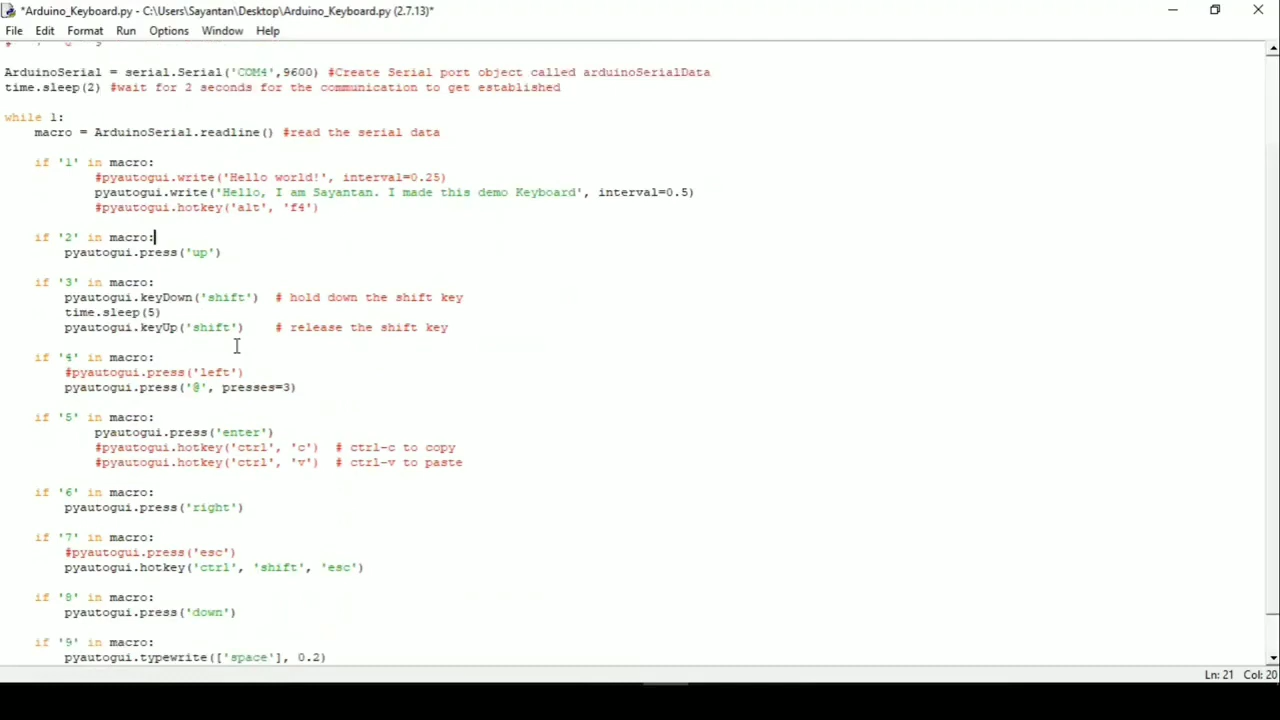 *Arduino_Keyboard.py - C:\Users\Sayantan\Desktop\Arduino_Keyboard.py (2.7.13)*
File Edit Format Run Options Window Help
ArduinoSerial = serial.Serial('COM4',9600) #Create Serial port object called arduinoSerialData
time.sleep(2) #wait for 2 seconds for the communication to get established
while 1:
    macro = ArduinoSerial.readline() #read the serial data
    if '1' in macro:
            #pyautogui.write('Hello world!', interval=0.25)
            pyautogui.write('Hello, I am Sayantan. I made this demo Keyboard', interval=0.5)
            #pyautogui.hotkey('alt', 'f4')
    if '2' in macro:
        pyautogui.press('up')
    if '3' in macro:
        pyautogui.keyDown('shift')  # hold down the shift key
        time.sleep(5)
        pyautogui.keyUp('shift')    # release the shift key
    if '4' in macro:
        #pyautogui.press('left')
        pyautogui.press('@', presses=3)
    if '5' in macro:
            pyautogui.press('enter')
            #pyautogui.hotkey('ctrl', 'c')  # ctrl-c to copy
            #pyautogui.hotkey('ctrl', 'v')  # ctrl-v to paste
    if '6' in macro:
        pyautogui.press('right')
    if '7' in macro:
        #pyautogui.press('esc')
        pyautogui.hotkey('ctrl', 'shift', 'esc')
    if '8' in macro:
        pyautogui.press('down')
    if '9' in macro:
        pyautogui.typewrite(['space'], 0.2)
Ln: 21 Col: 20